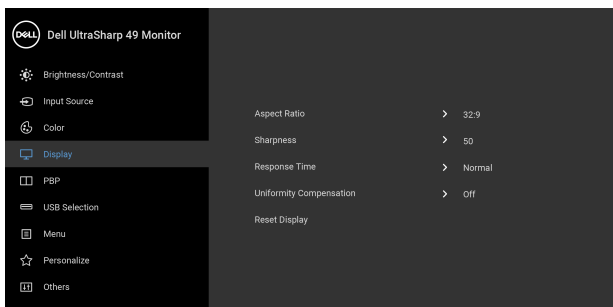 DELL
Dell UltraSharp 49 Monitor
Brightness/Contrast
Input Source
Color
Display
PBP
USB Selection
Menu
Personalize
Others
Aspect Ratio 32:9
Sharpness 50
Response Time Normal
Uniformity Compensation Off
Reset Display